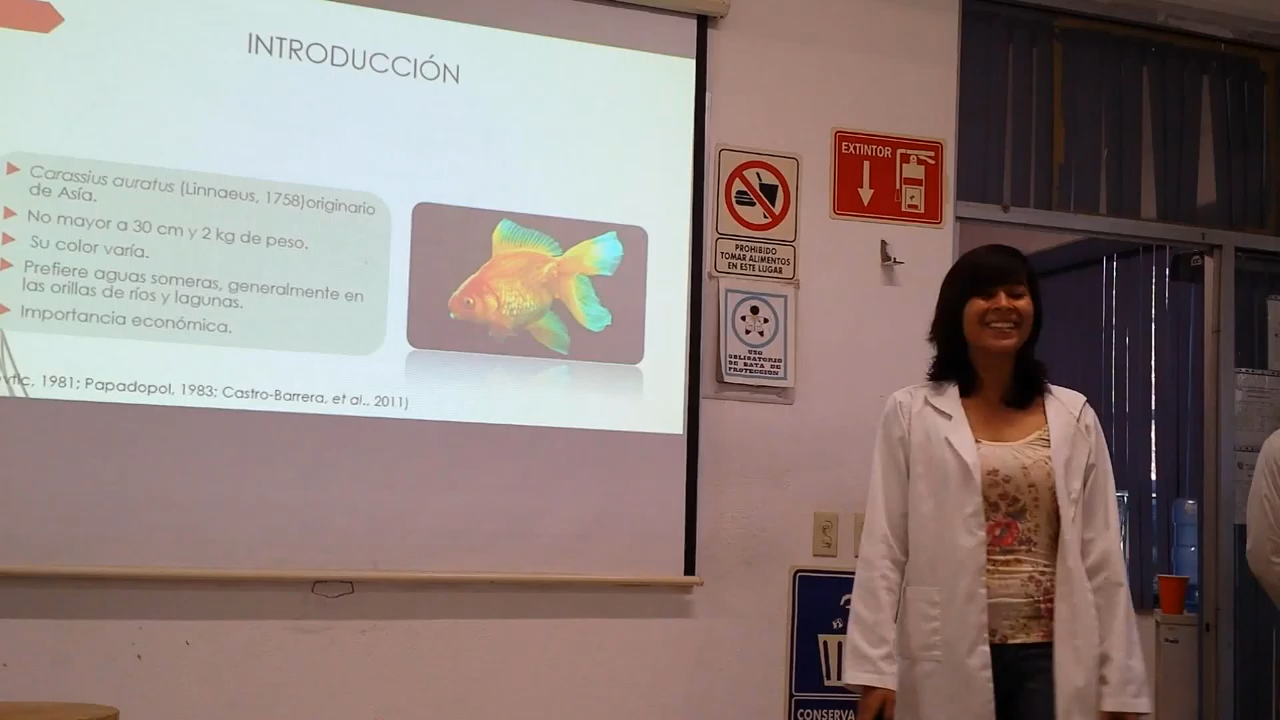 INTRODUCCIÓN
Carassius auratus (Linnaeus, 1758)originario
de Asía.
No mayor a 30 cm y 2 kg de peso.
Su color varía.
Prefiere aguas someras, generalmente en
las orillas de ríos y lagunas.
Importancia económica.
1981; Papadopol, 1983; Castro-Barrera, et al., 2011)
EXTINTOR
PROHIBIDO
TOMAR ALIMENTOS
EN ESTE LUGAR
USO
OBLIGATORIO
DE BATA DE
PROTECCION
CONSERVA